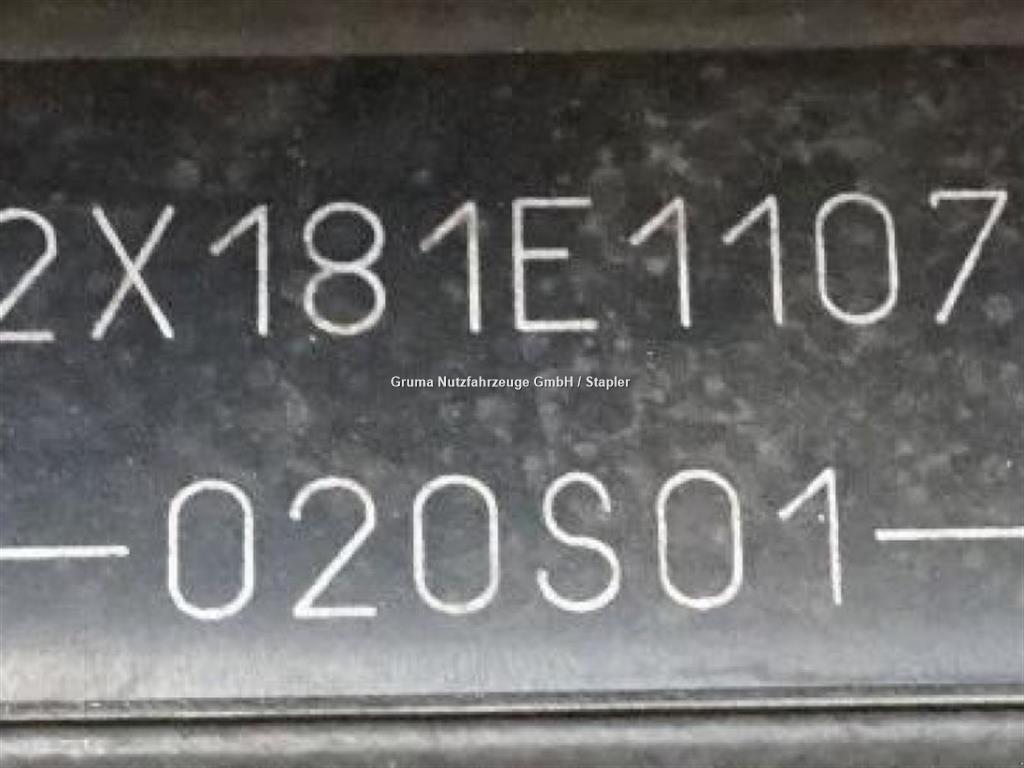 2X181E1107
Gruma Nutzfahrzeuge GmbH / Stapler
020S01